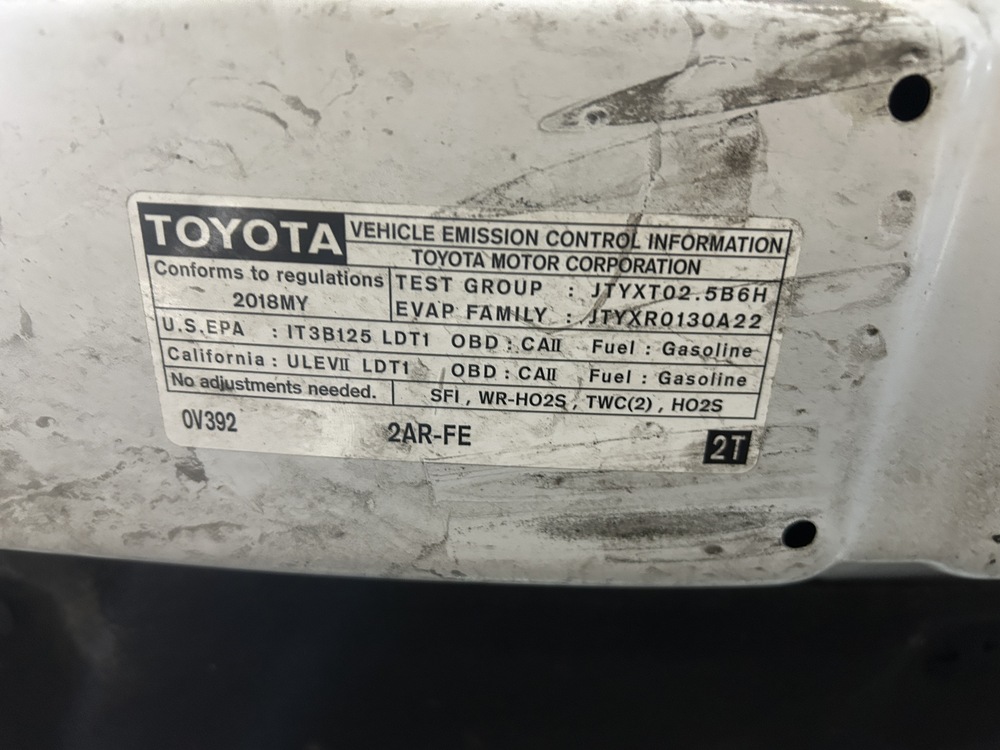 TOYOTA VEHICLE EMISSION CONTROL INFORMATION
TOYOTA MOTOR CORPORATION
Conforms to regulations
2018MY
TEST GROUP : JTYXT02.5B6H
EVAP FAMILY : JTYXR0130A22
U.S.EPA : IT3B125 LDT1 OBD : CAII Fuel : Gasoline
California : ULEVII LDT1 OBD : CAII Fuel : Gasoline
No adjustments needed. SFI , WR-HO2S , TWC(2) , HO2S
0V392 2AR-FE 2T